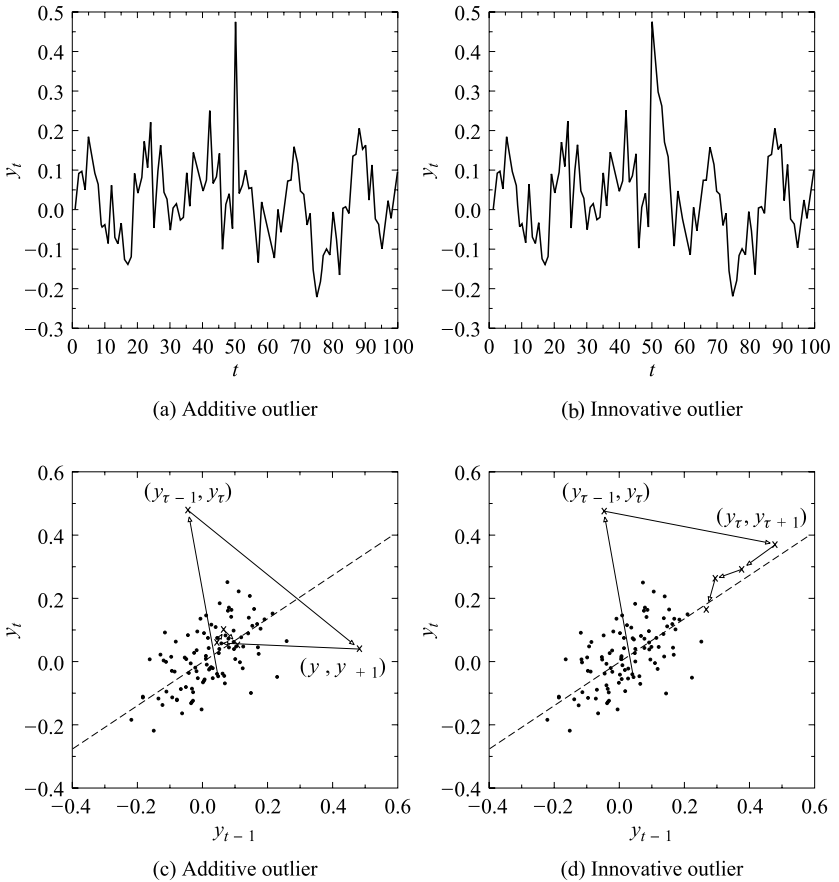 0.5
0.4
0.3
0.2
0.1
0.0
−0.1
−0.2
−0.3
y_t
0 10 20 30 40 50 60 70 80 90 100
t
(a) Additive outlier
0.5
0.4
0.3
0.2
0.1
0.0
−0.1
−0.2
−0.3
y_t
0 10 20 30 40 50 60 70 80 90 100
t
(b) Innovative outlier
0.6
0.4
0.2
0.0
−0.2
−0.4
y_t
(y_{τ − 1}, y_τ)
(y , y_{ + 1})
−0.4 −0.2 0.0 0.2 0.4 0.6
y_{t − 1}
(c) Additive outlier
0.6
0.4
0.2
0.0
−0.2
−0.4
y_t
(y_{τ − 1}, y_τ)
(y_τ, y_{τ + 1})
−0.4 −0.2 0.0 0.2 0.4 0.6
y_{t − 1}
(d) Innovative outlier